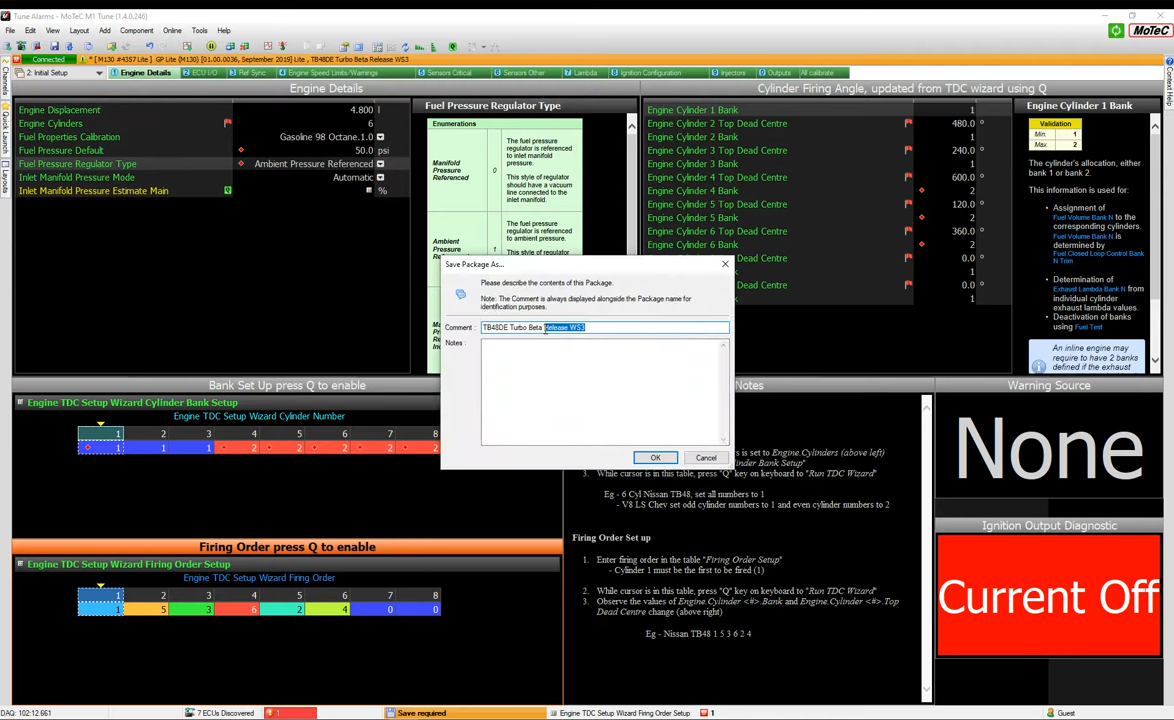 Tune Alarms - MoTeC M1 Tune (1.4.0.246)
File Edit View Layout Add Component Online Tools Help
MoTeC
Connected * [M130 #4357 Lite] GP Lite (M130) [01.00.0036, September 2019] Lite, TB48DE Turbo Beta Release WS3
2: Initial Setup 1 Engine Details 2 ECU I/O 3 Ref Sync 4 Engine Speed Limits/Warnings 5 Sensors Critical 6 Sensors Other 7 Lambda 8 Ignition Configuration 9 Injectors 0 Outputs All calibrate
Channels
Quick Launch
Layouts
Context Help
Engine Details
Engine Displacement 4.800 l
Engine Cylinders 6
Fuel Properties Calibration Gasoline 98 Octane.1.0
Fuel Pressure Default 50.0 psi
Fuel Pressure Regulator Type Ambient Pressure Referenced
Inlet Manifold Pressure Mode Automatic
Inlet Manifold Pressure Estimate Main %
Fuel Pressure Regulator Type
Enumerations
Manifold Pressure Referenced
0
The fuel pressure
regulator is referenced
to inlet manifold
pressure.
This style of regulator
should have a vacuum
line connected to the
inlet manifold.
Ambient
Pressure
1
The fuel pressure
regulator is referenced
to ambient pressure.
This style of
Cylinder Firing Angle, updated from TDC wizard using Q
Engine Cylinder 1 Bank 1
Engine Cylinder 2 Top Dead Centre 480.0 °
Engine Cylinder 2 Bank 1
Engine Cylinder 3 Top Dead Centre 240.0 °
Engine Cylinder 3 Bank 1
Engine Cylinder 4 Top Dead Centre 600.0 °
Engine Cylinder 4 Bank 2
Engine Cylinder 5 Top Dead Centre 120.0 °
Engine Cylinder 5 Bank 2
Engine Cylinder 6 Top Dead Centre 360.0 °
Engine Cylinder 6 Bank 2
Dead Centre 0.0 °
1
Dead Centre 0.0 °
1
Engine Cylinder 1 Bank
Validation
Min. 1
Max. 2
The cylinder's allocation, either
bank 1 or bank 2.
This information is used for:
• Assignment of
Fuel Volume Bank N to the
corresponding cylinders.
Fuel Volume Bank N is
determined by
Fuel Closed Loop Control Bank
N Trim
• Determination of
Exhaust Lambda Bank N from
individual cylinder
exhaust lambda values.
• Deactivation of banks
using Fuel Test
An inline engine may
require to have 2 banks
defined if the exhaust
Save Package As...
Please describe the contents of this Package.
Note: The Comment is always displayed alongside the Package name for
identification purposes.
Comment : TB48DE Turbo Beta Release WS3
Notes :
OK Cancel
Bank Set Up press Q to enable
Engine TDC Setup Wizard Cylinder Bank Setup
Engine TDC Setup Wizard Cylinder Number
1 2 3 4 5 6 7 8
1 1 1 2 2 2 2 2
Firing Order press Q to enable
Engine TDC Setup Wizard Firing Order Setup
Engine TDC Setup Wizard Firing Order
1 2 3 4 5 6 7 8
1 5 3 6 2 4 0 0
Notes
is set to Engine.Cylinders (above left)
inder Bank Setup"
3. While cursor is in this table, press "Q" key on keyboard to "Run TDC Wizard"
Eg - 6 Cyl Nissan TB48, set all numbers to 1
- V8 LS Chev set odd cylinder numbers to 1 and even cylinder numbers to 2
Firing Order Set up
1. Enter firing order in the table "Firing Order Setup"
- Cylinder 1 must be the first to be fired (1)
2. While cursor is in this table, press "Q" key on keyboard to "Run TDC Wizard"
3. Observe the values of Engine.Cylinder <#>.Bank and Engine.Cylinder <#>.Top
Dead Centre change (above right)
Eg - Nissan TB48 1 5 3 6 2 4
Warning Source
None
Ignition Output Diagnostic
Current Off
DAQ: 102:12.661 7 ECUs Discovered 1 Save required Engine TDC Setup Wizard Firing Order Setup 1 Guest